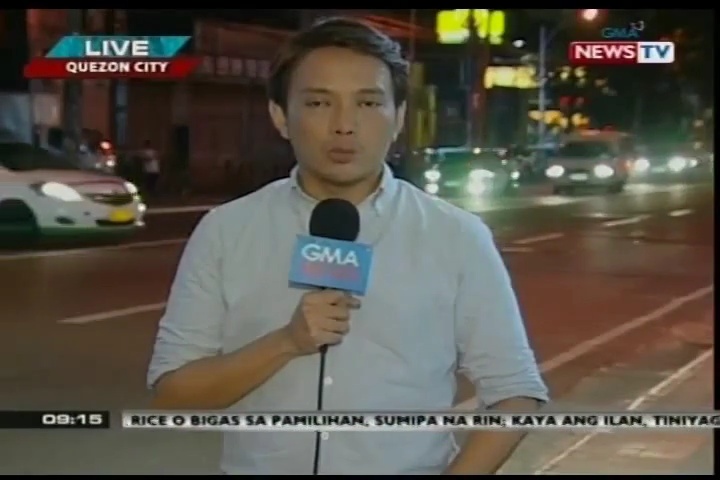 LIVE
QUEZON CITY
GMA
NEWS TV
GMA
NEWS
09:15
RICE O BIGAS SA PAMILIHAN, SUMIPA NA RIN; KAYA ANG ILAN, TINIYAG